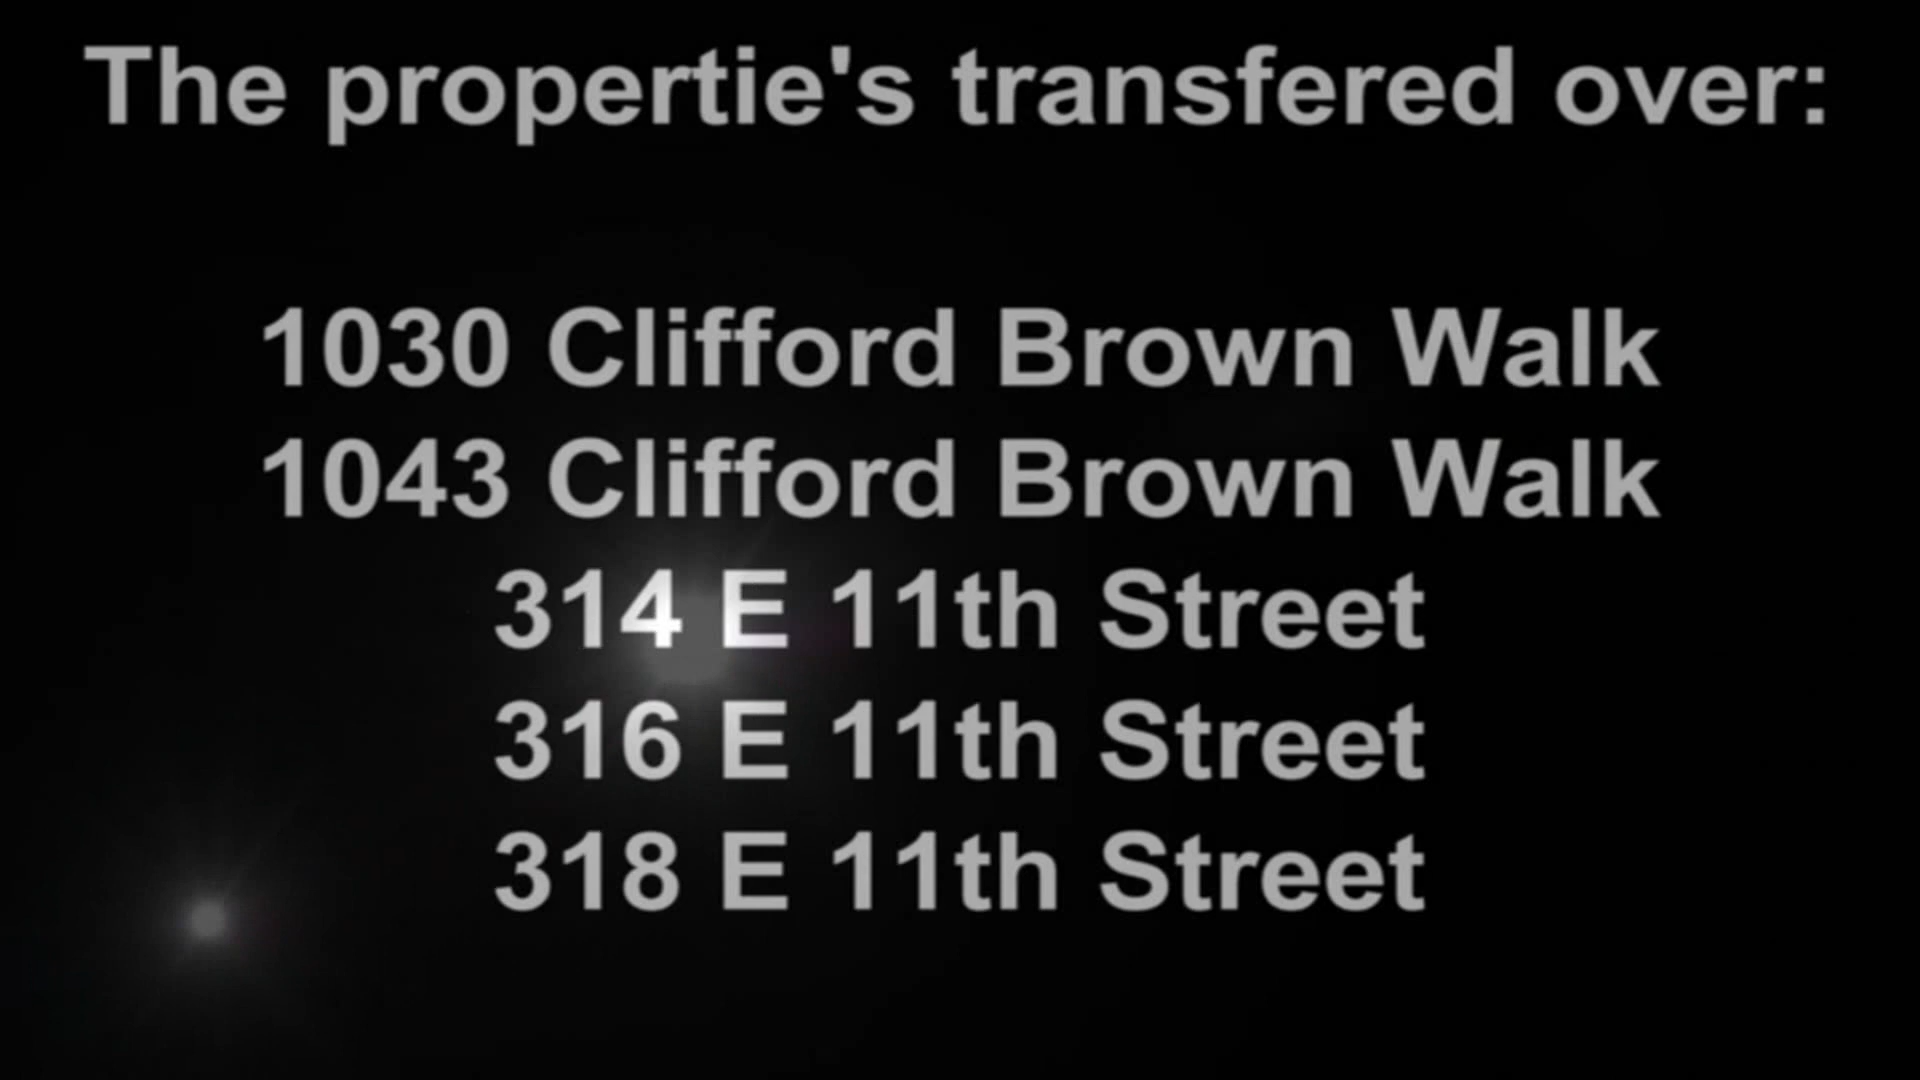 The propertie's transfered over:
1030 Clifford Brown Walk
1043 Clifford Brown Walk
314 E 11th Street
316 E 11th Street
318 E 11th Street